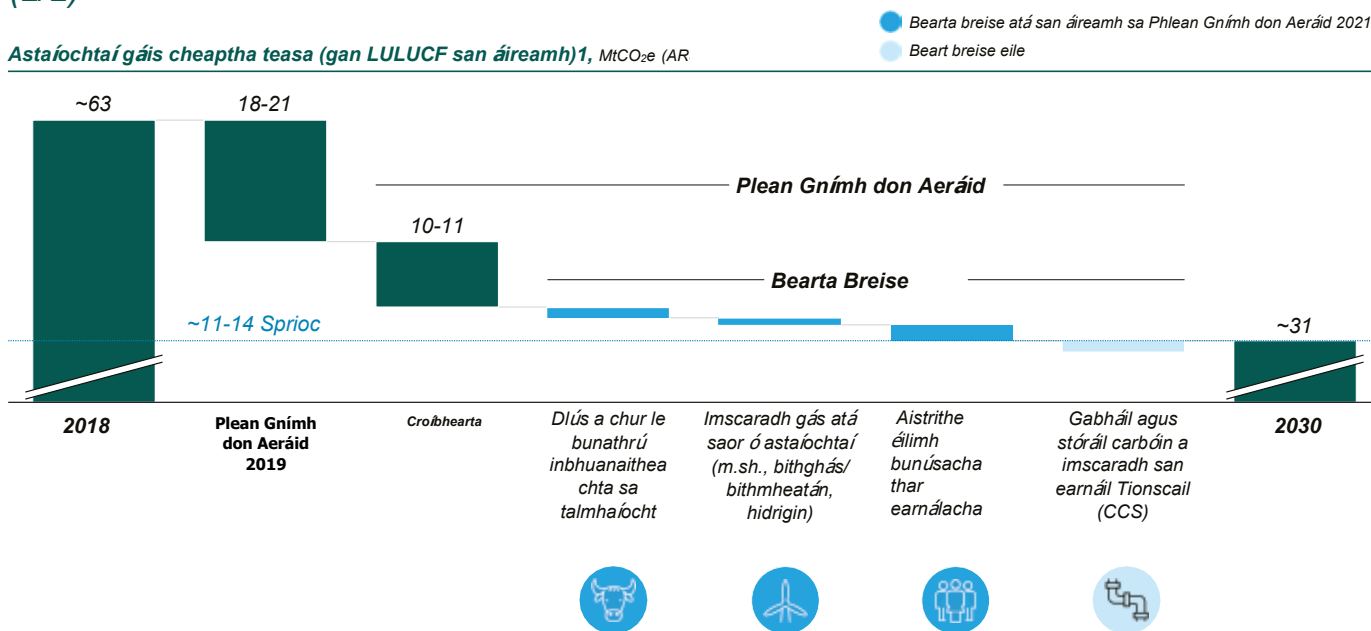 Bearta breise atá san áireamh sa Phlean Gnímh don Aeráid 2021
Beart breise eile
Astaíochtaí gáis cheaptha teasa (gan LULUCF san áireamh)1, MtCO₂e (AR
~63
18-21
Plean Gnímh don Aeráid
10-11
Bearta Breise
~11-14 Sprioc
~31
2018
Plean Gnímh
don Aeráid
2019
Croíbhearta
Dlús a chur le
bunathrú
inbhuanaithea
chta sa
talmhaíocht
Imscaradh gás atá
saor ó astaíochtaí
(m.sh., bithghás/
bithmheatán,
hidrigin)
Aistrithe
éilimh
bunúsacha
thar
earnálacha
Gabháil agus
stóráil carbóin a
imscaradh san
earnáil Tionscail
(CCS)
2030